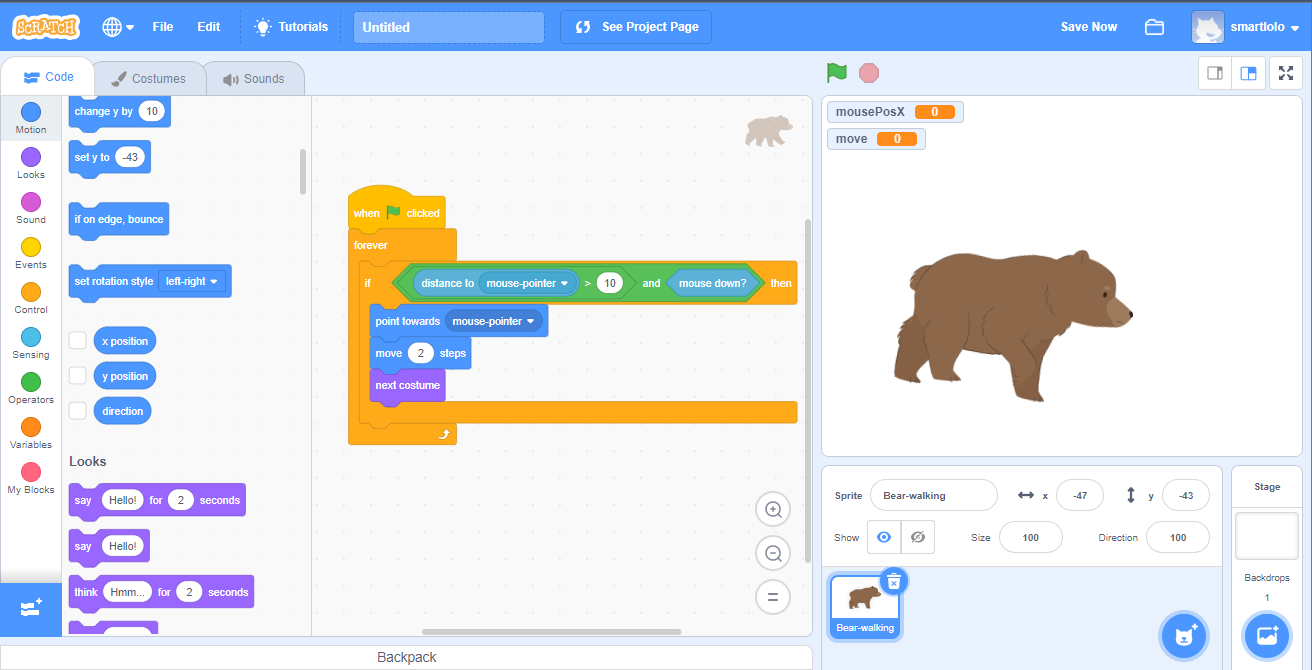 SCRATCH File Edit Tutorials Untitled See Project Page Save Now smartlolo
Code Costumes Sounds
Motion
Looks
Sound
Events
Control
Sensing
Operators
Variables
My Blocks
change y by 10
set y to -43
if on edge, bounce
set rotation style left-right
x position
y position
direction
Looks
say Hello! for 2 seconds
say Hello!
think Hmm... for 2 seconds
when clicked
forever
if distance to mouse-pointer > 10 and mouse down? then
point towards mouse-pointer
move 2 steps
next costume
mousePosX 0
move 0
Sprite Bear-walking x -47 y -43
Show Size 100 Direction 100
Bear-walking
Stage
Backdrops
1
Backpack